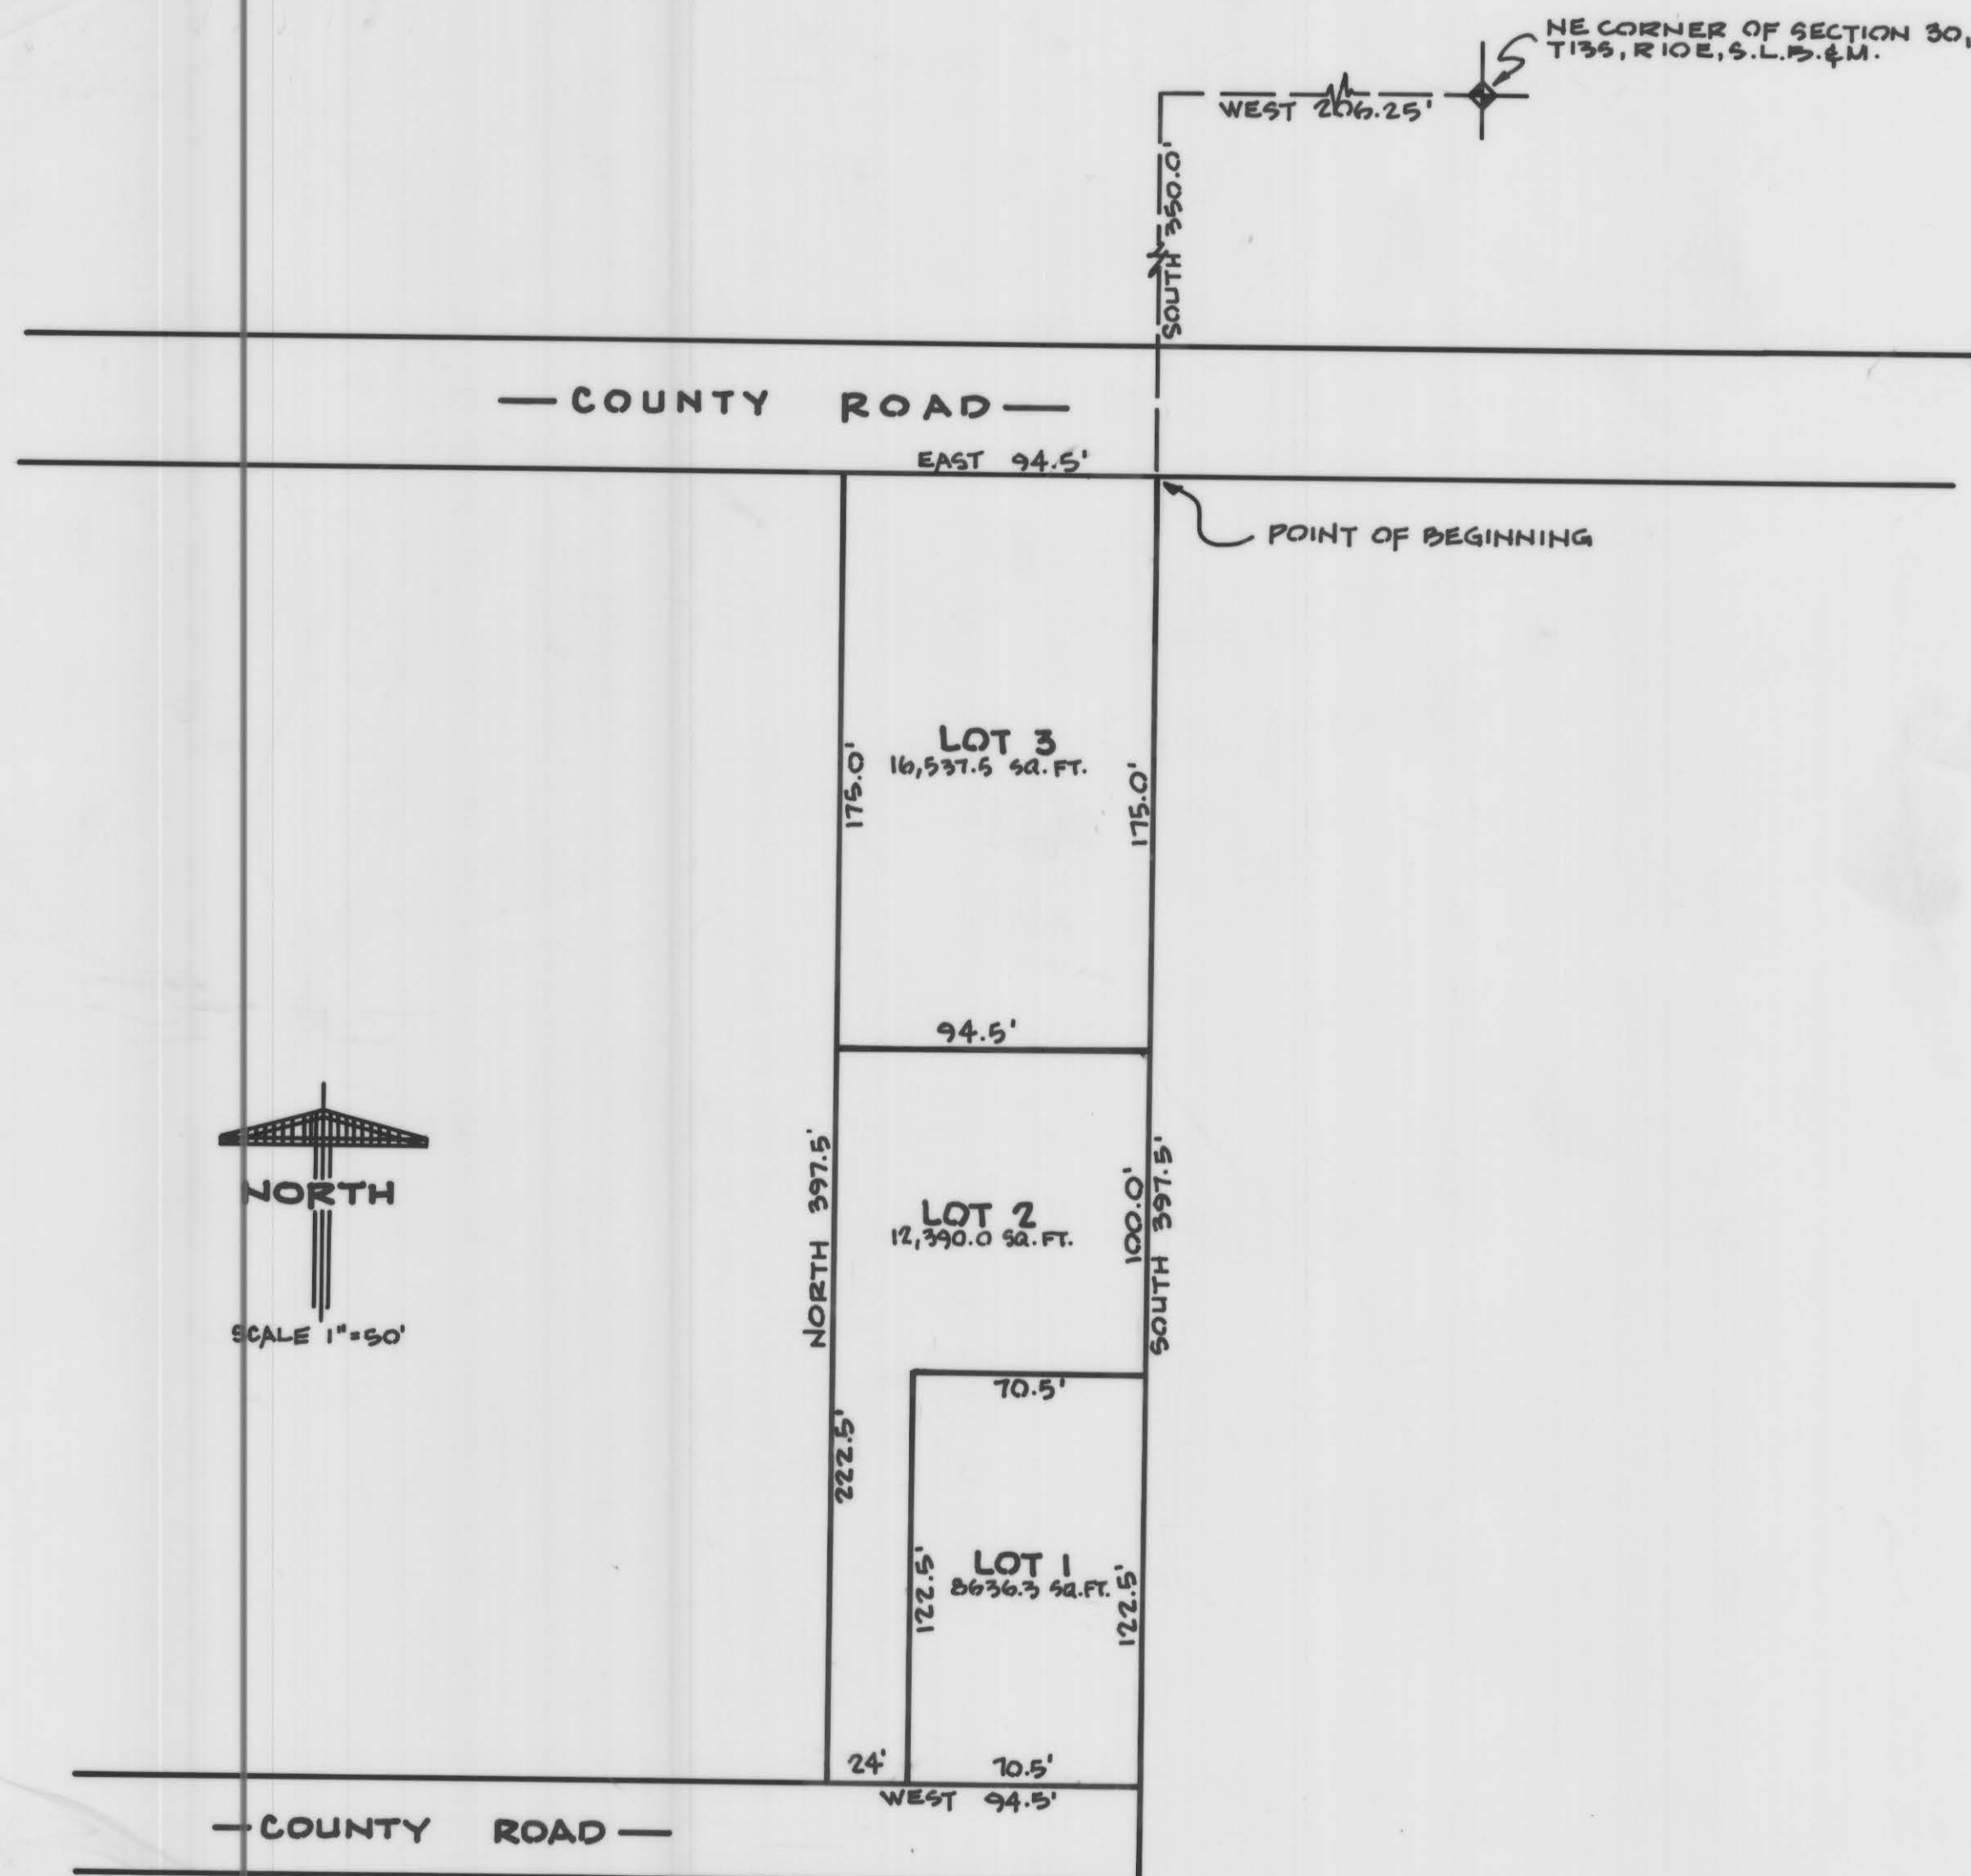 NE CORNER OF SECTION 30,
T13S, R10E, S.L.B.&M.
WEST 206.25'
SOUTH 350.0'
— COUNTY ROAD —
EAST 94.5'
POINT OF BEGINNING
LOT 3
16,537.5 SQ.FT.
175.0'
175.0'
94.5'
NORTH 397.5'
100.0'
SOUTH 397.5'
LOT 2
12,390.0 SQ.FT.
NORTH
SCALE 1"=50'
70.5'
222.5'
122.5'
LOT 1
8636.3 SQ.FT.
122.5'
24'
70.5'
WEST 94.5'
— COUNTY ROAD —